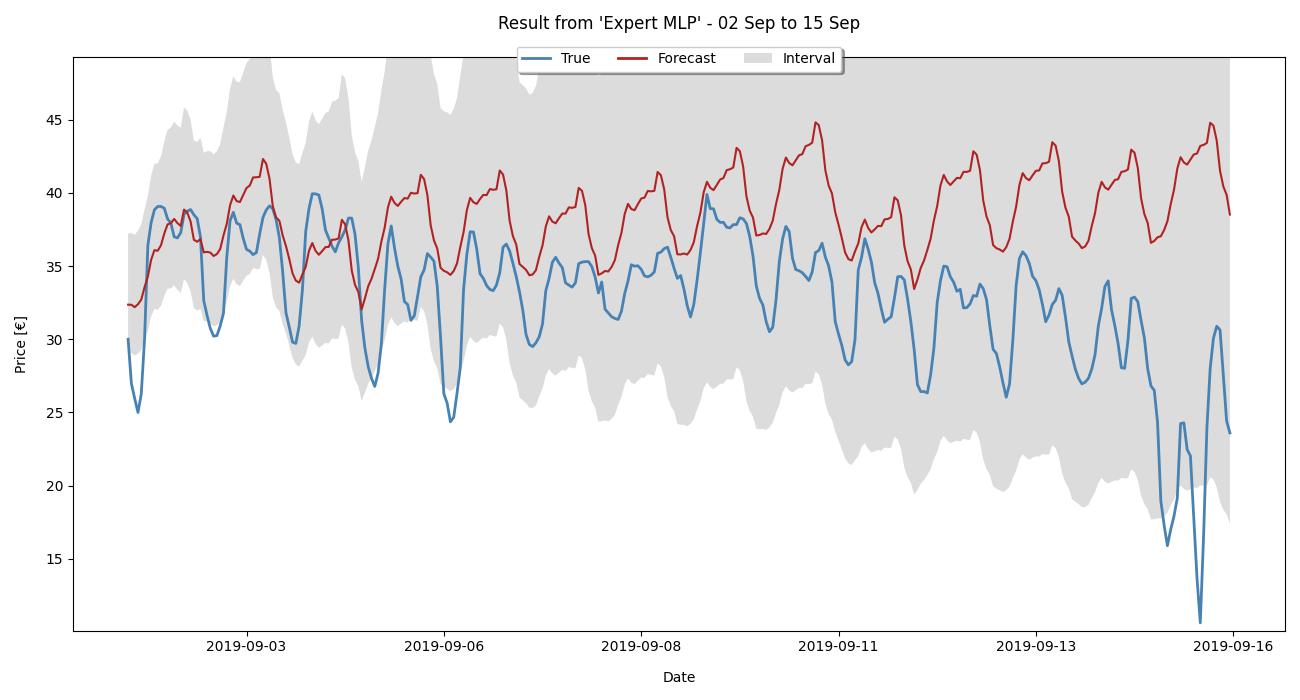 Result from 'Expert MLP' - 02 Sep to 15 Sep
True Forecast Interval
45
40
35
30
25
20
15
Price [€]
2019-09-03 2019-09-06 2019-09-08 2019-09-11 2019-09-13 2019-09-16
Date